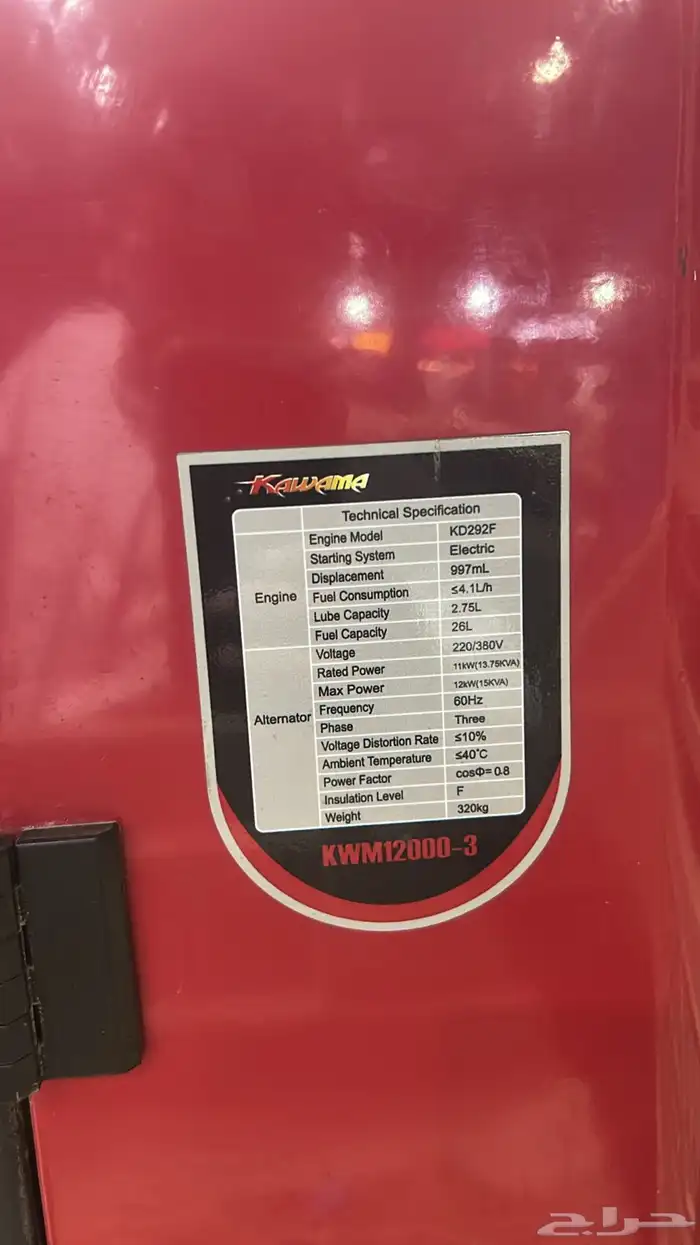 KAWAMA
Technical Specification
Engine
Engine Model KD292F
Starting System Electric
Displacement 997mL
Fuel Consumption ≤4.1L/h
Lube Capacity 2.75L
Fuel Capacity 26L
Alternator
Voltage 220/380V
Rated Power 11kW(13.75KVA)
Max Power 12kW(15KVA)
Frequency 60Hz
Phase Three
Voltage Distortion Rate ≤10%
Ambient Temperature ≤40°C
Power Factor cosΦ= 0.8
Insulation Level F
Weight 320kg
KWM12000-3
حراج